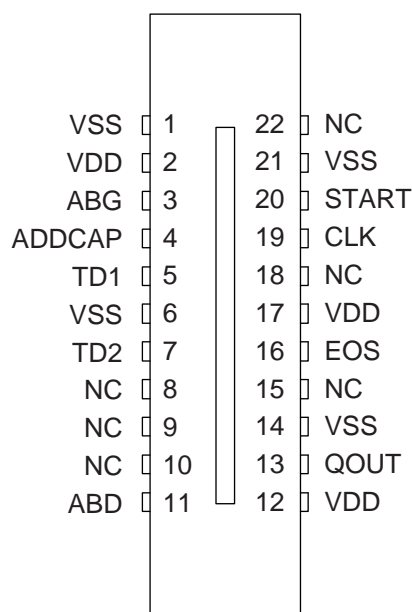 VSS 1 22 NC
VDD 2 21 VSS
ABG 3 20 START
ADDCAP 4 19 CLK
TD1 5 18 NC
VSS 6 17 VDD
TD2 7 16 EOS
NC 8 15 NC
NC 9 14 VSS
NC 10 13 QOUT
ABD 11 12 VDD